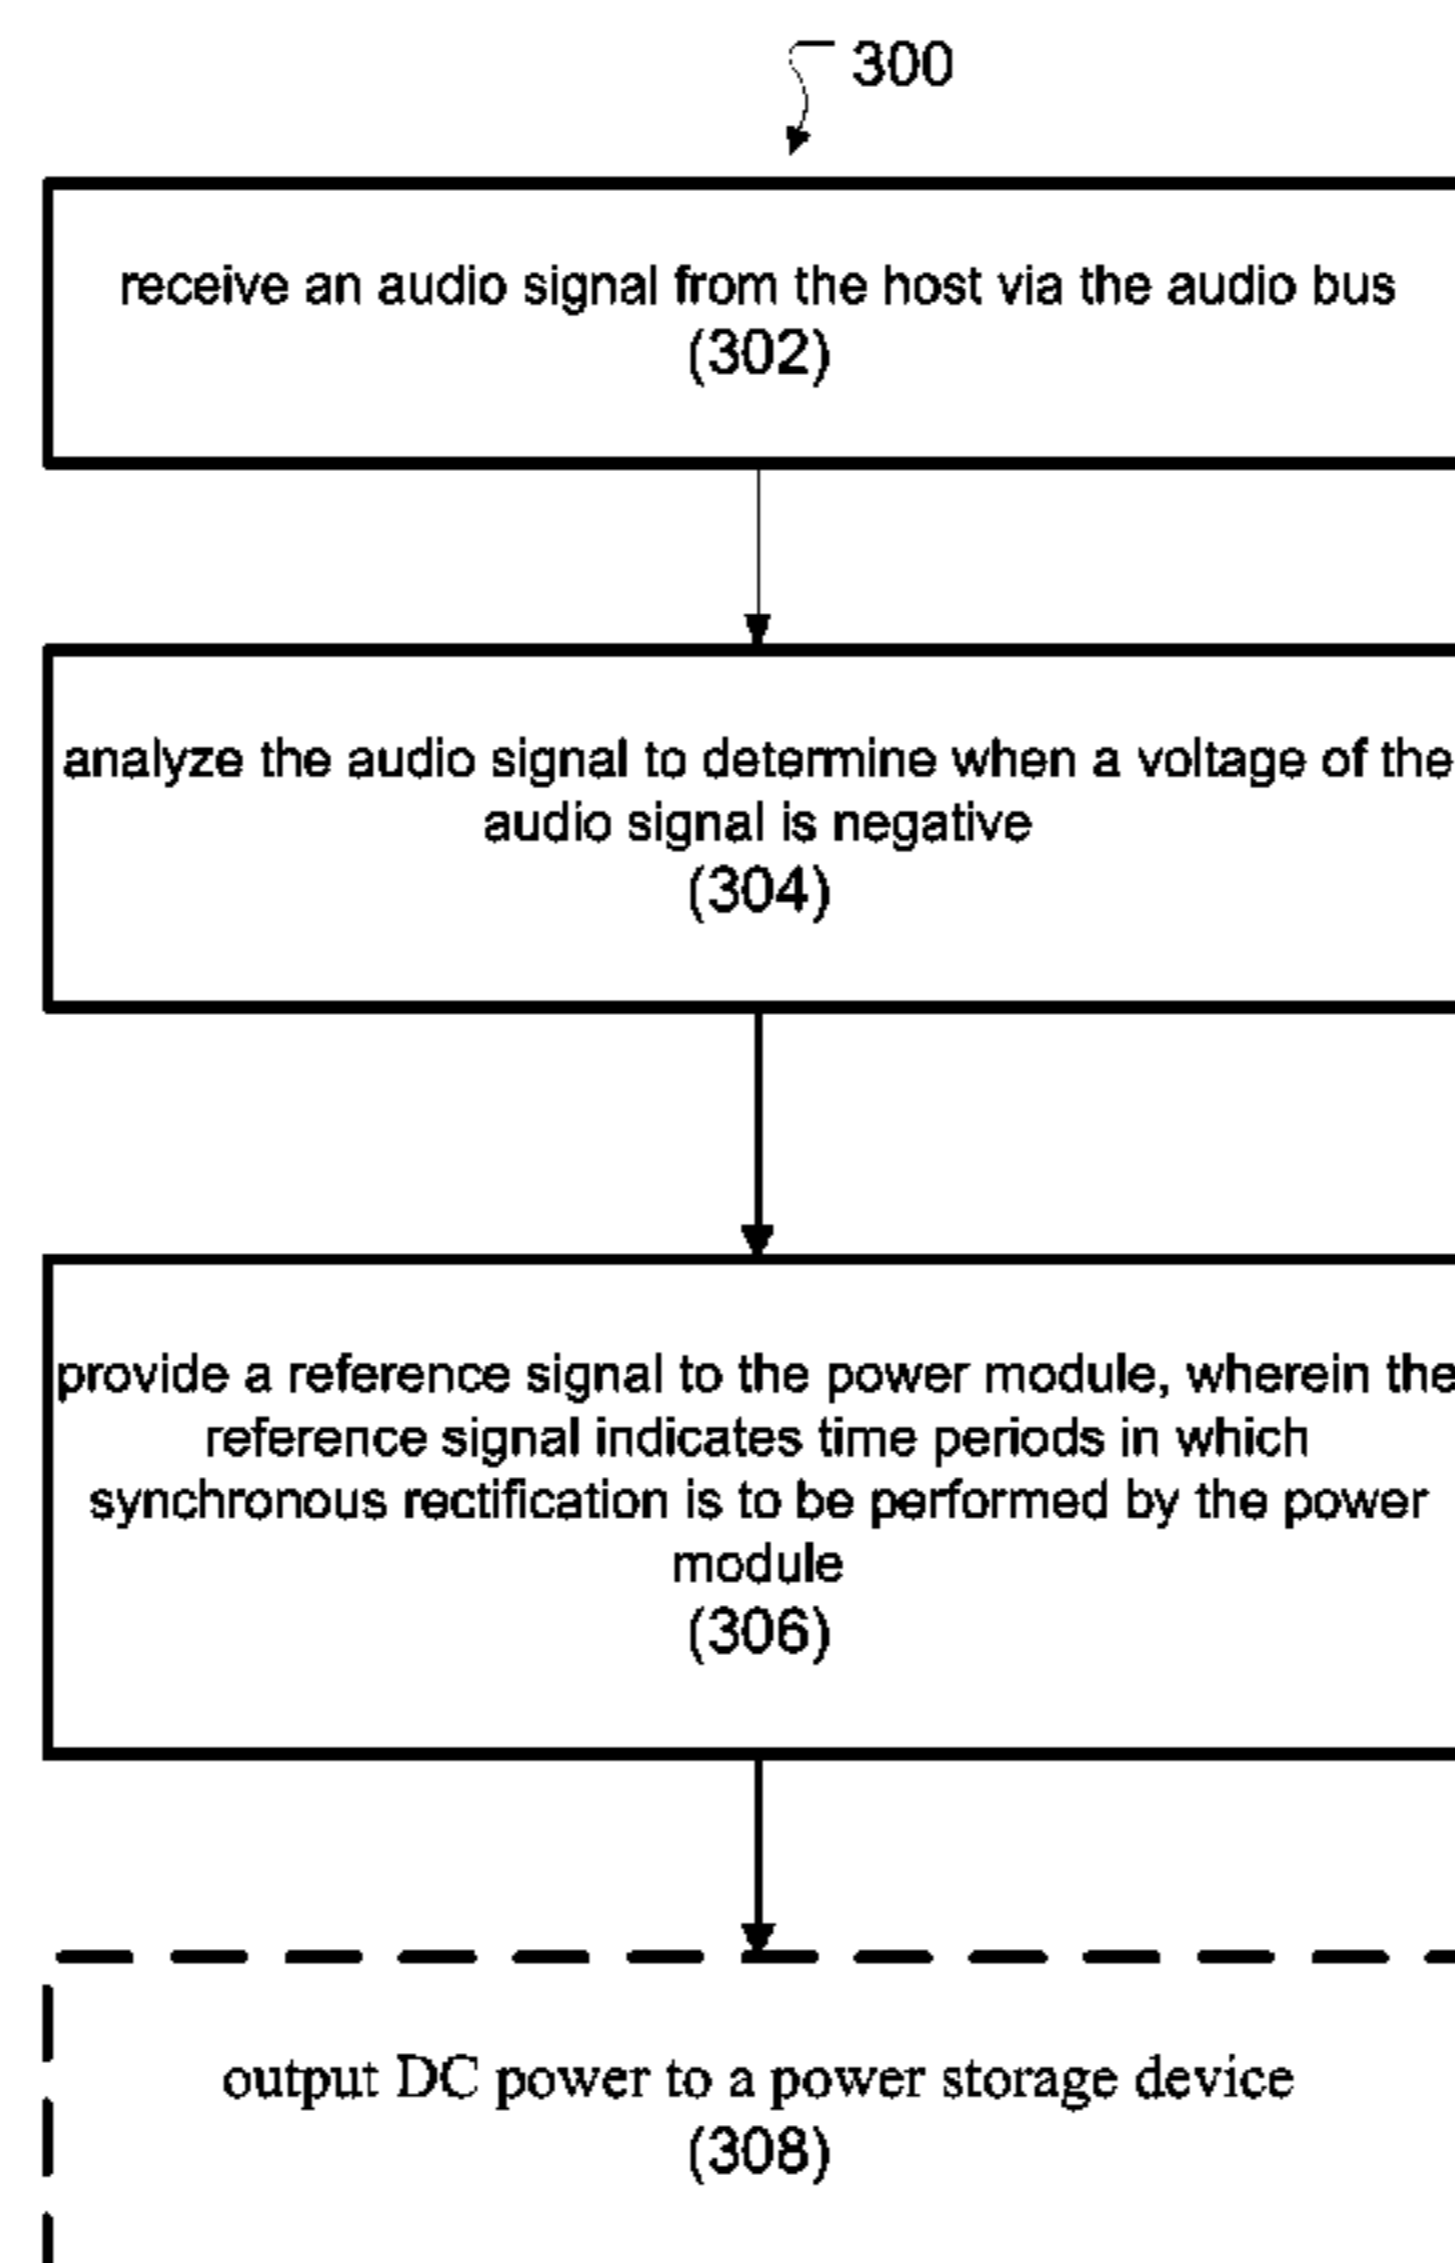 300
receive an audio signal from the host via the audio bus
(302)
analyze the audio signal to determine when a voltage of the
audio signal is negative
(304)
provide a reference signal to the power module, wherein the
reference signal indicates time periods in which
synchronous rectification is to be performed by the power
module
(306)
output DC power to a power storage device
(308)